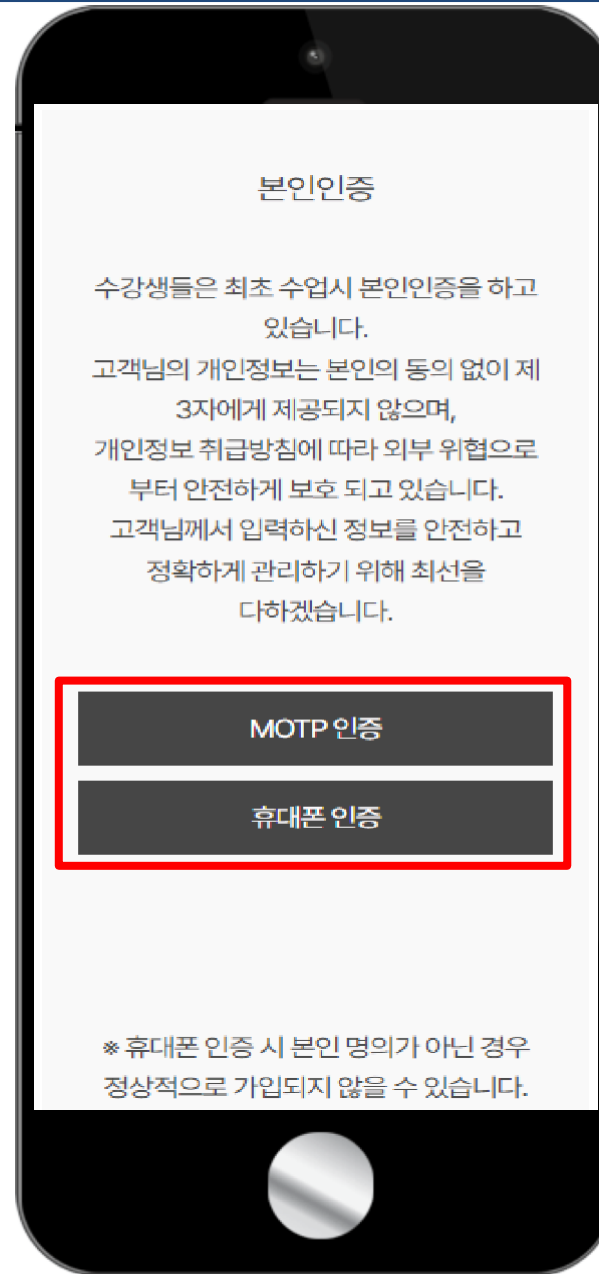 본인인증
수강생들은 최초 수업시 본인인증을 하고
있습니다.
고객님의 개인정보는 본인의 동의 없이 제
3자에게 제공되지 않으며,
개인정보 취급방침에 따라 외부 위협으로
부터 안전하게 보호 되고 있습니다.
고객님께서 입력하신 정보를 안전하고
정확하게 관리하기 위해 최선을
다하겠습니다.
MOTP 인증
휴대폰 인증
※ 휴대폰 인증 시 본인 명의가 아닌 경우
정상적으로 가입되지 않을 수 있습니다.